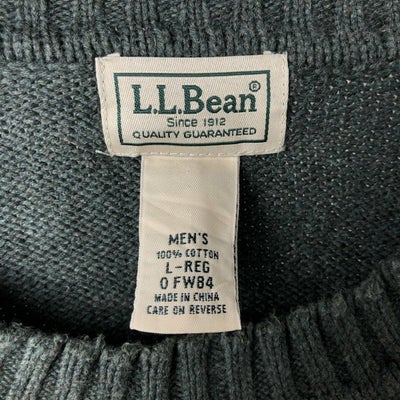 L.L.Bean®
Since 1912
QUALITY GUARANTEED
MEN'S
100% COTTON
L-REG
0 FW84
MADE IN CHINA
CARE ON REVERSE